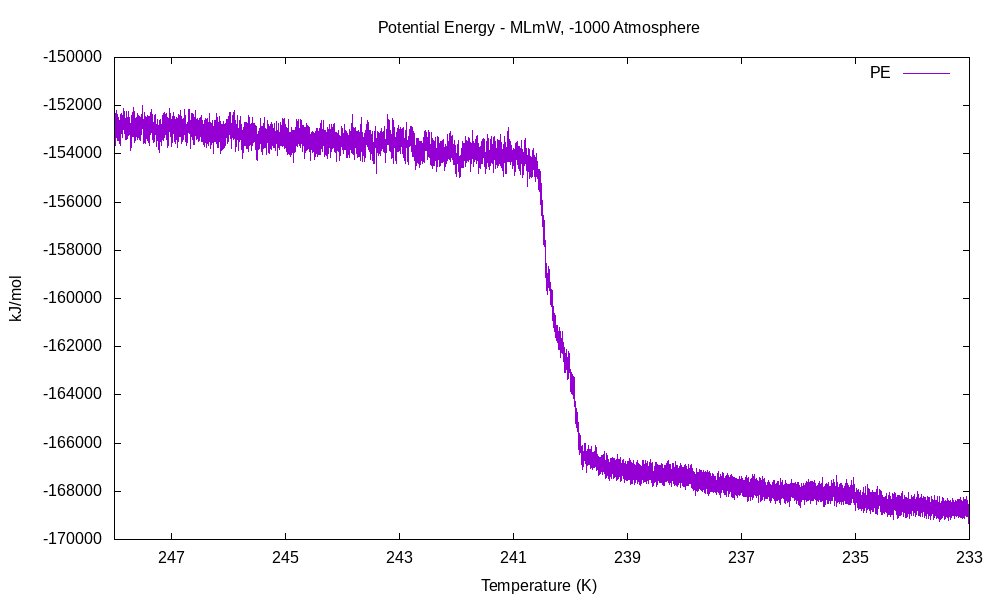 Potential Energy - MLmW, -1000 Atmosphere
PE
-150000
-152000
-154000
-156000
-158000
-160000
-162000
-164000
-166000
-168000
-170000
kJ/mol
247 245 243 241 239 237 235 233
Temperature (K)